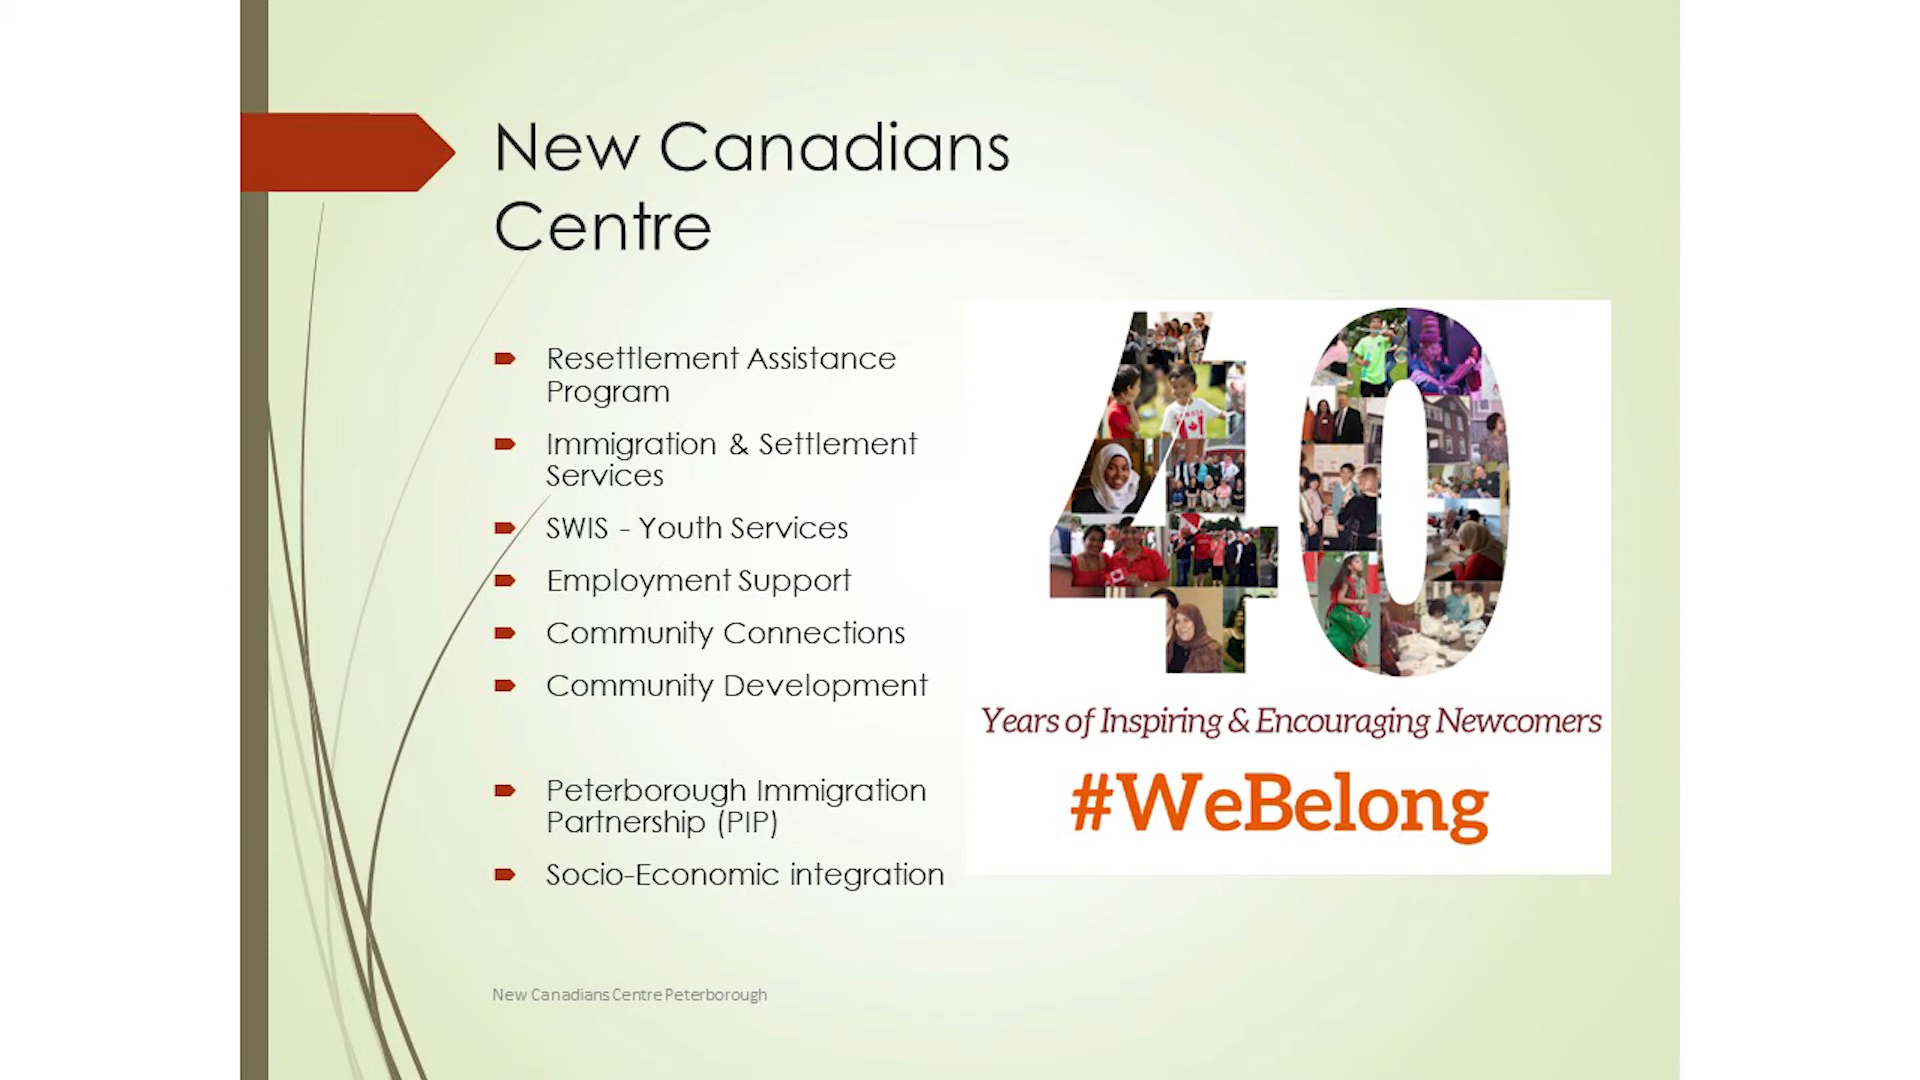 New Canadians
Centre
Resettlement Assistance
Program
Immigration & Settlement
Services
SWIS - Youth Services
Employment Support
Community Connections
Community Development
Peterborough Immigration
Partnership (PIP)
Socio-Economic integration
40
CANADA
Years of Inspiring & Encouraging Newcomers
#WeBelong
New Canadians Centre Peterborough